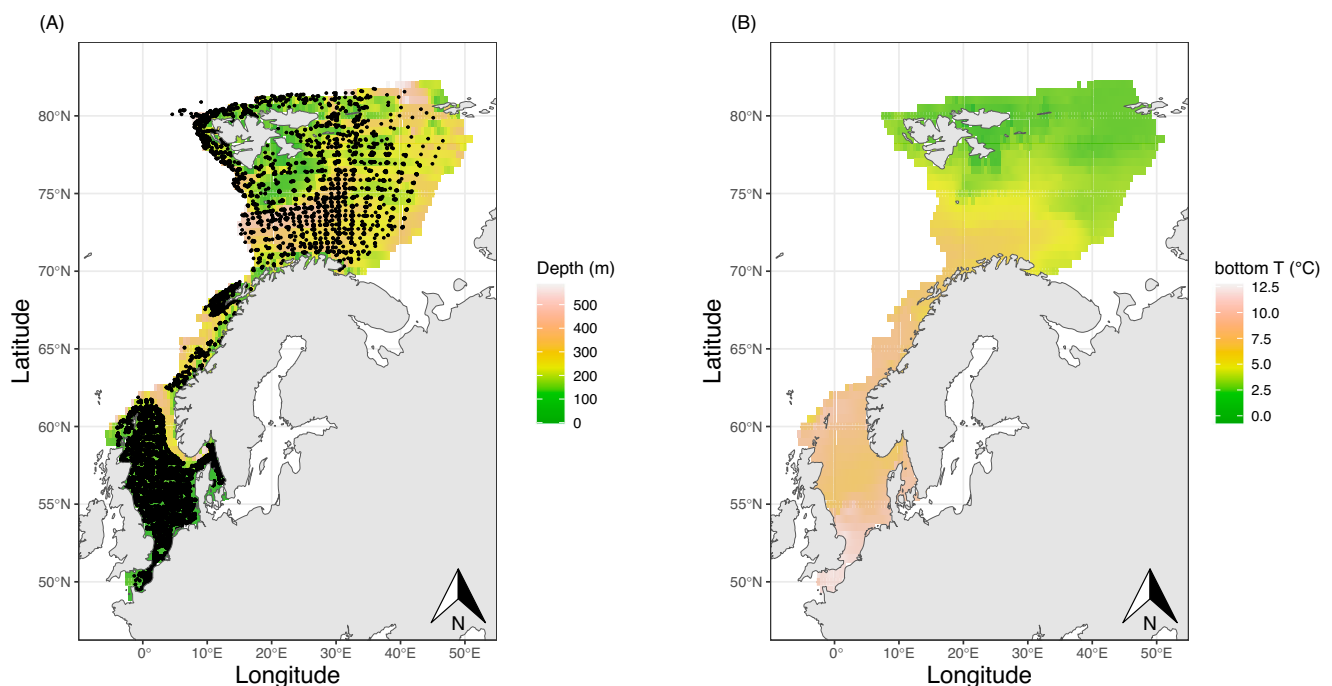 (A)
(B)
80°N
75°N
70°N
65°N
60°N
55°N
50°N
Latitude
0°
10°E
20°E
30°E
40°E
50°E
Longitude
N
Depth (m)
500
400
300
200
100
0
80°N
75°N
70°N
65°N
60°N
55°N
50°N
Latitude
0°
10°E
20°E
30°E
40°E
50°E
Longitude
N
bottom T (°C)
12.5
10.0
7.5
5.0
2.5
0.0